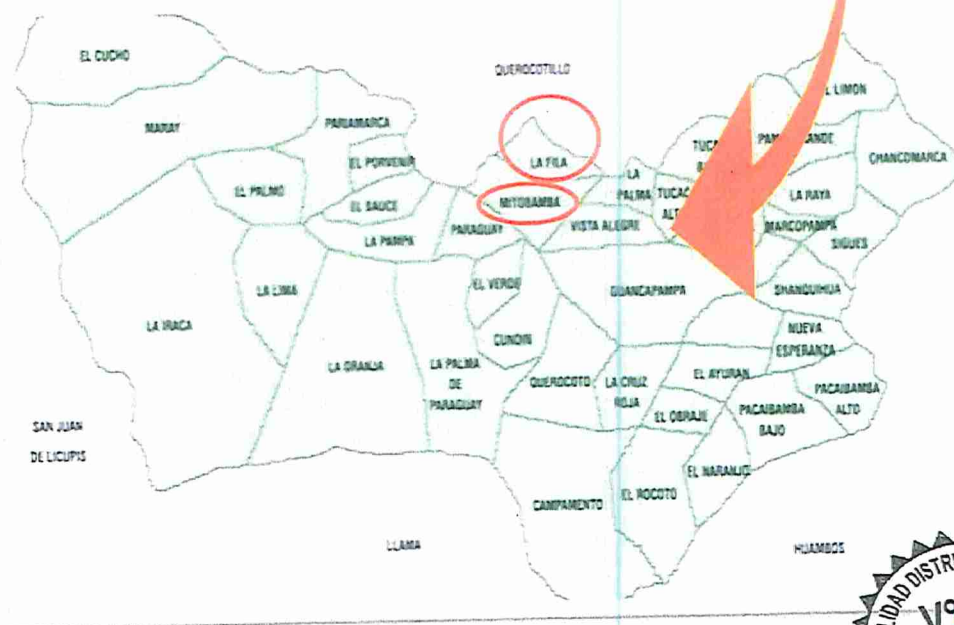 EL CUCHO
QUEROCOTILLO
MARAY
PARIAMARCA
LA FILA
EL LIMON
CHANCOMARCA
EL PORVENIR
EL PALMO
EL SAUCE
LA PAMPA
MITOBAMBA
PARAGUAY
LA
PALMA
VISTA ALEGRE
LA RAYA
MARCOPAMPA
SIGUES
EL VERDE
GUANCAPAMPA
SHANQUIHUA
LA LIMA
LA IRACA
LA GRANJA
CUNDIN
NUEVA
ESPERANZA
LA PALMA
DE
PARAGUAY
QUEROCOTO
LA CRUZ
ROJA
EL AYURAN
EL OBRAJE
PACAIBAMBA
BAJO
PACAIBAMBA
ALTO
SAN JUAN
DE LICUPIS
EL NARANJO
CAMPAMENTO
EL ROCOTO
LLAMA
HUAMBOS